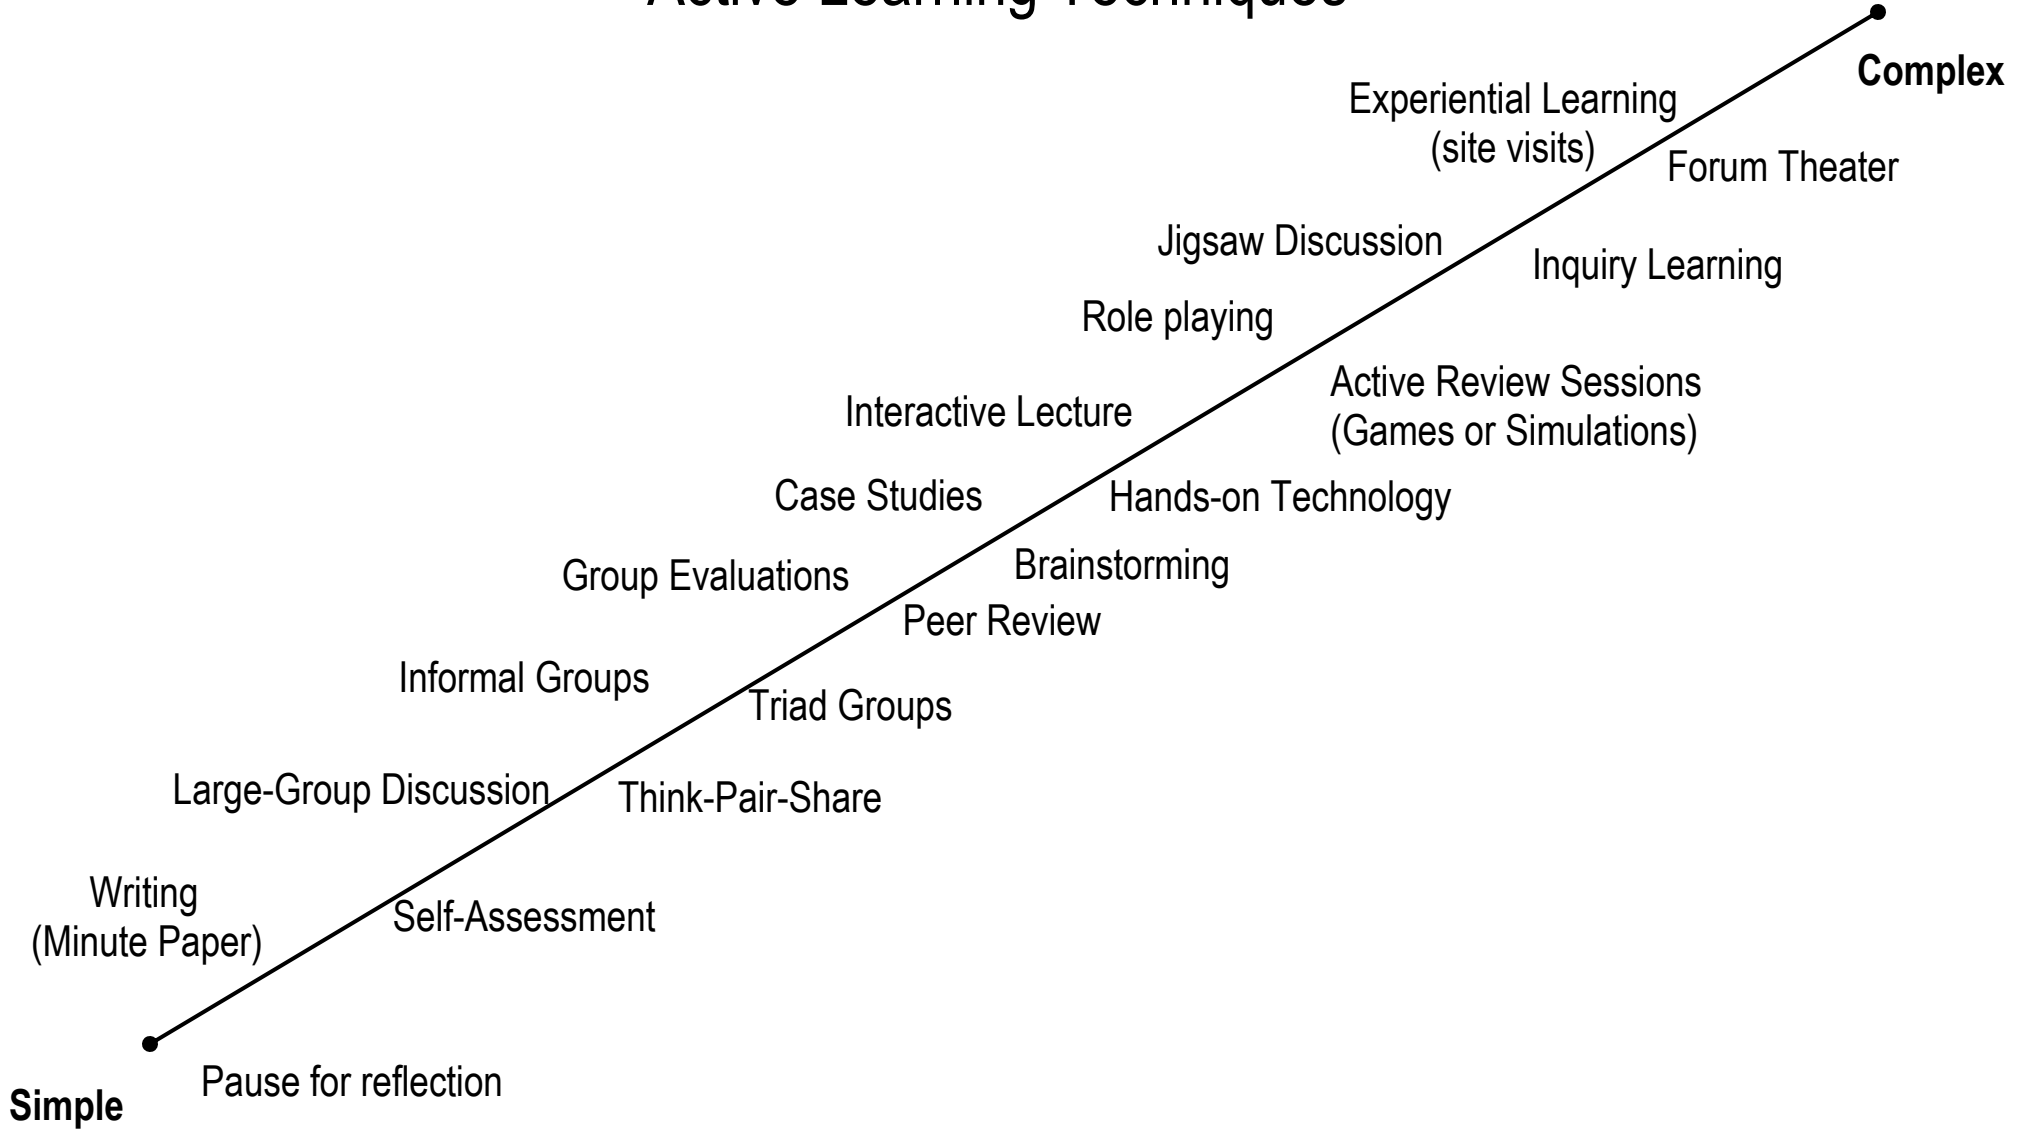 Active Learning Techniques
Complex
Experiential Learning
(site visits)
Forum Theater
Jigsaw Discussion
Inquiry Learning
Role playing
Active Review Sessions
(Games or Simulations)
Interactive Lecture
Case Studies
Hands-on Technology
Brainstorming
Group Evaluations
Peer Review
Informal Groups
Triad Groups
Large-Group Discussion
Think-Pair-Share
Writing
(Minute Paper)
Self-Assessment
Pause for reflection
Simple